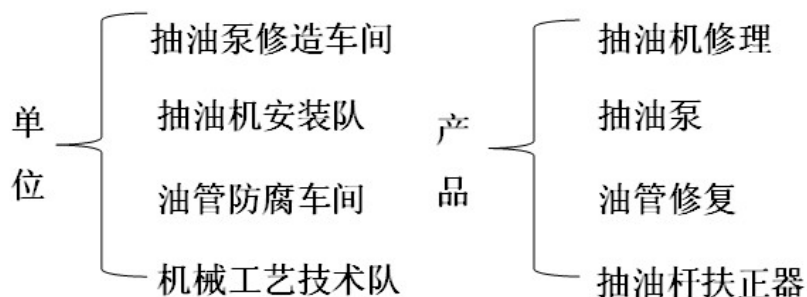 单位
抽油泵修造车间
抽油机安装队
油管防腐车间
机械工艺技术队
产品
抽油机修理
抽油泵
油管修复
抽油杆扶正器